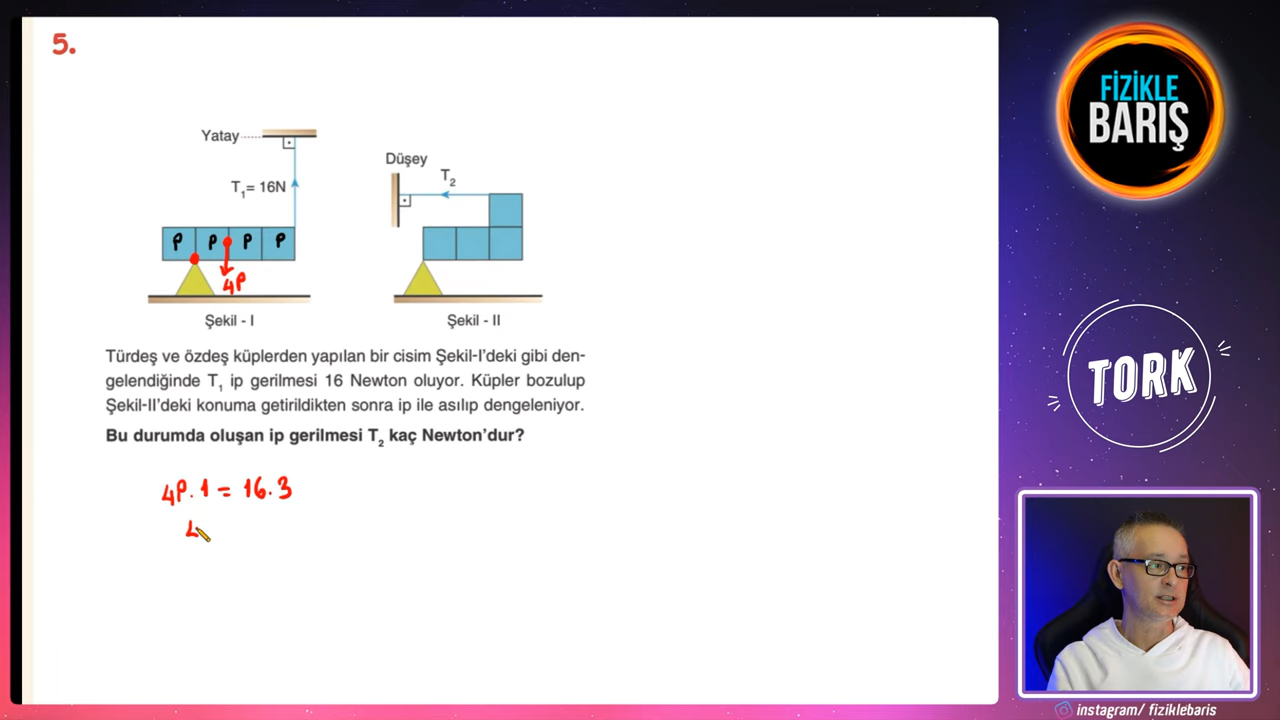 5.
Yatay
T₁= 16N
P P P P
4P
Şekil - I
Düşey
T₂
Şekil - II
Türdeş ve özdeş küplerden yapılan bir cisim Şekil-I'deki gibi den-
gelendiğinde T₁ ip gerilmesi 16 Newton oluyor. Küpler bozulup
Şekil-II'deki konuma getirildikten sonra ip ile asılıp dengeleniyor.
Bu durumda oluşan ip gerilmesi T₂ kaç Newton'dur?
4P.1 = 16.3
FİZİKLE
BARIŞ
TORK
instagram/ fiziklebaris